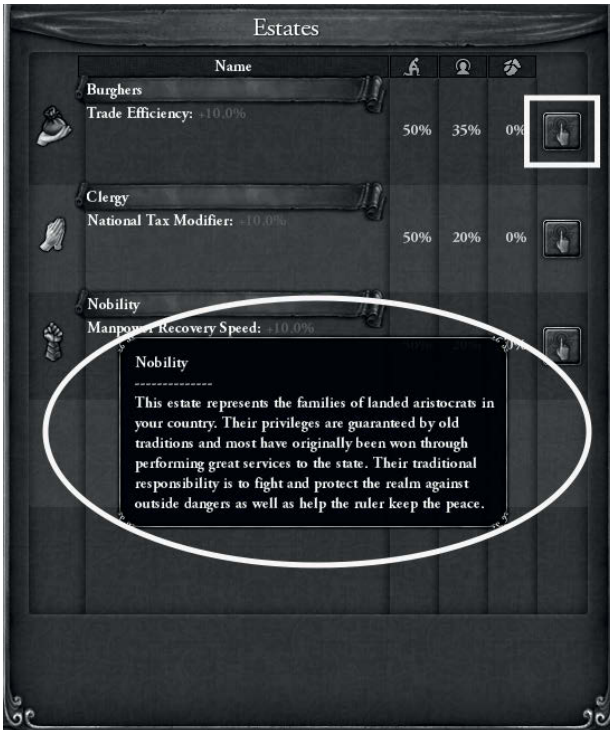 Estates
Name
Burghers
Trade Efficiency: +10.0%
50% 35% 0%
Clergy
National Tax Modifier: +10.0%
50% 20% 0%
Nobility
Manpower Recovery Speed: +10.0%
Nobility
--------------
This estate represents the families of landed aristocrats in
your country. Their privileges are guaranteed by old
traditions and most have originally been won through
performing great services to the state. Their traditional
responsibility is to fight and protect the realm against
outside dangers as well as help the ruler keep the peace.